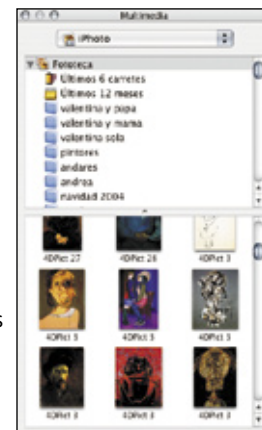 Multimedia
iPhoto
Fototeca
Últimos 6 carretes
Últimos 12 meses
valentina y papa
valentina y mama
valentina sola
pintores
andares
andrea
navidad 2004
4DPict 27 4DPict 28 4DPict 3
4DPict 3 4DPict 3 4DPict 3
4DPict 3 4DPict 3 4DPict 3
s